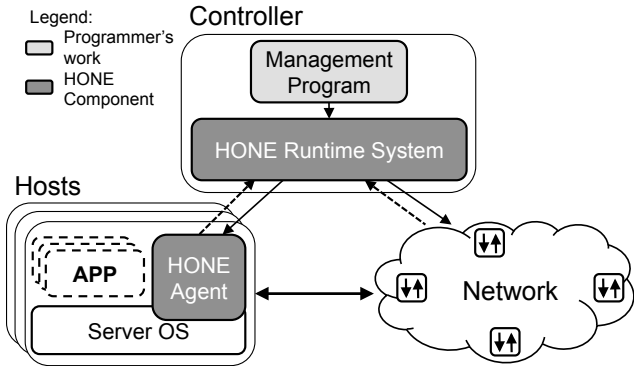 Legend:
Programmer's
work
HONE
Component
Controller
Management
Program
HONE Runtime System
Hosts
APP
HONE
Agent
Server OS
Network